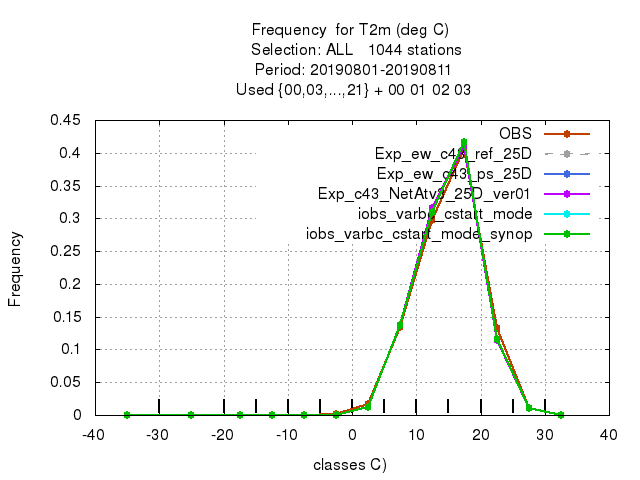 Frequency  for T2m (deg C)
Selection: ALL   1044 stations
Period: 20190801-20190811
Used {00,03,...,21} + 00 01 02 03
0.45
0.4
0.35
0.3
0.25
0.2
0.15
0.1
0.05
0
Frequency
OBS
Exp_ew_c43_ref_25D
Exp_ew_c43_ps_25D
Exp_c43_NetAtv3_25D_ver01
iobs_varbc_cstart_mode
iobs_varbc_cstart_mode_synop
-40 -30 -20 -10 0 10 20 30 40
classes C)